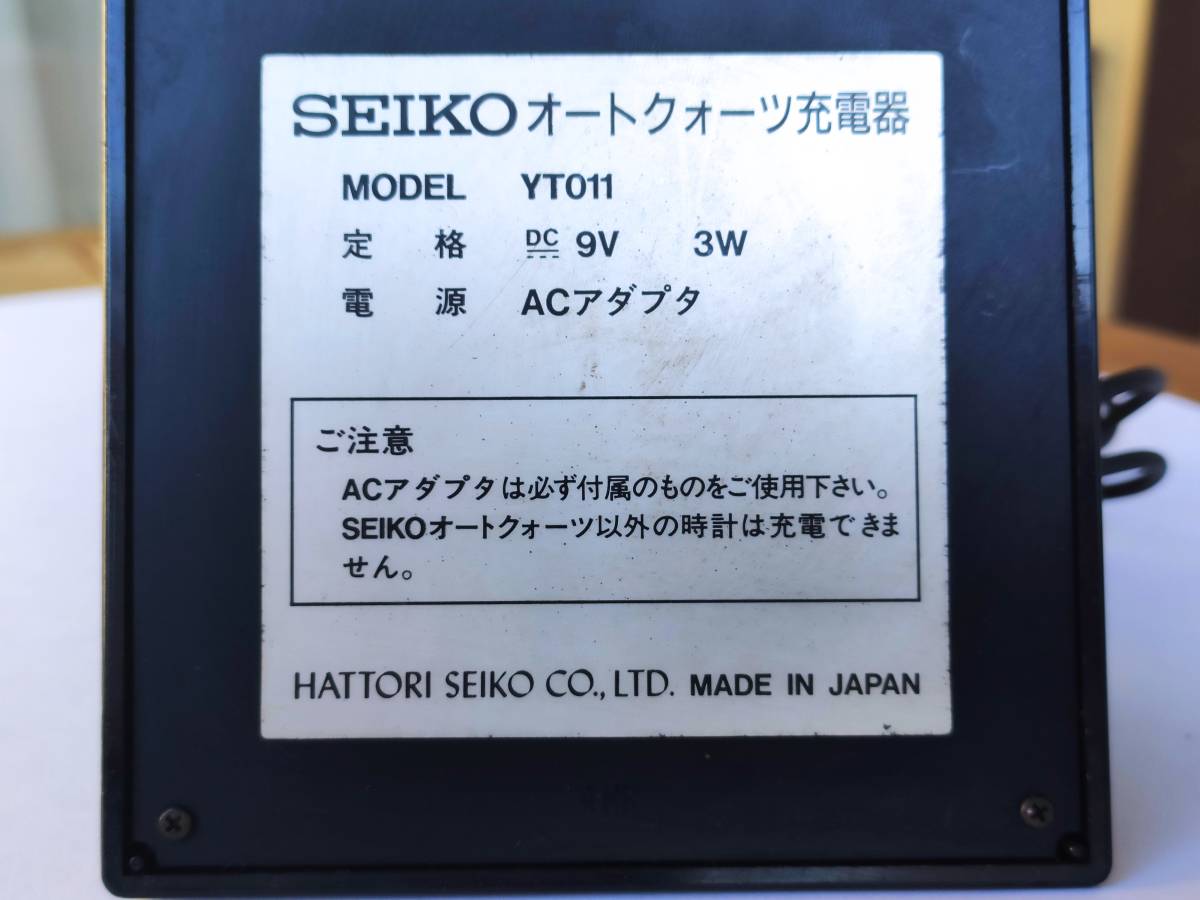 SEIKOオートクォーツ充電器
MODEL YT011
定格 DC 9V 3W
電源 ACアダプタ
ご注意
ACアダプタは必ず付属のものをご使用下さい。
SEIKOオートクォーツ以外の時計は充電できま
せん。
HATTORI SEIKO CO., LTD. MADE IN JAPAN